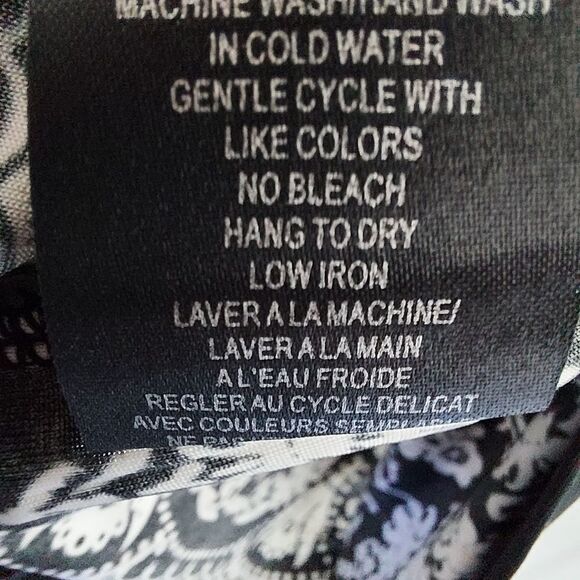 MACHINE WASH/HAND WASH
IN COLD WATER
GENTLE CYCLE WITH
LIKE COLORS
NO BLEACH
HANG TO DRY
LOW IRON
LAVER A LA MACHINE/
LAVER A LA MAIN
A L'EAU FROIDE
REGLER AU CYCLE DELICAT
AVEC COULEURS
NE